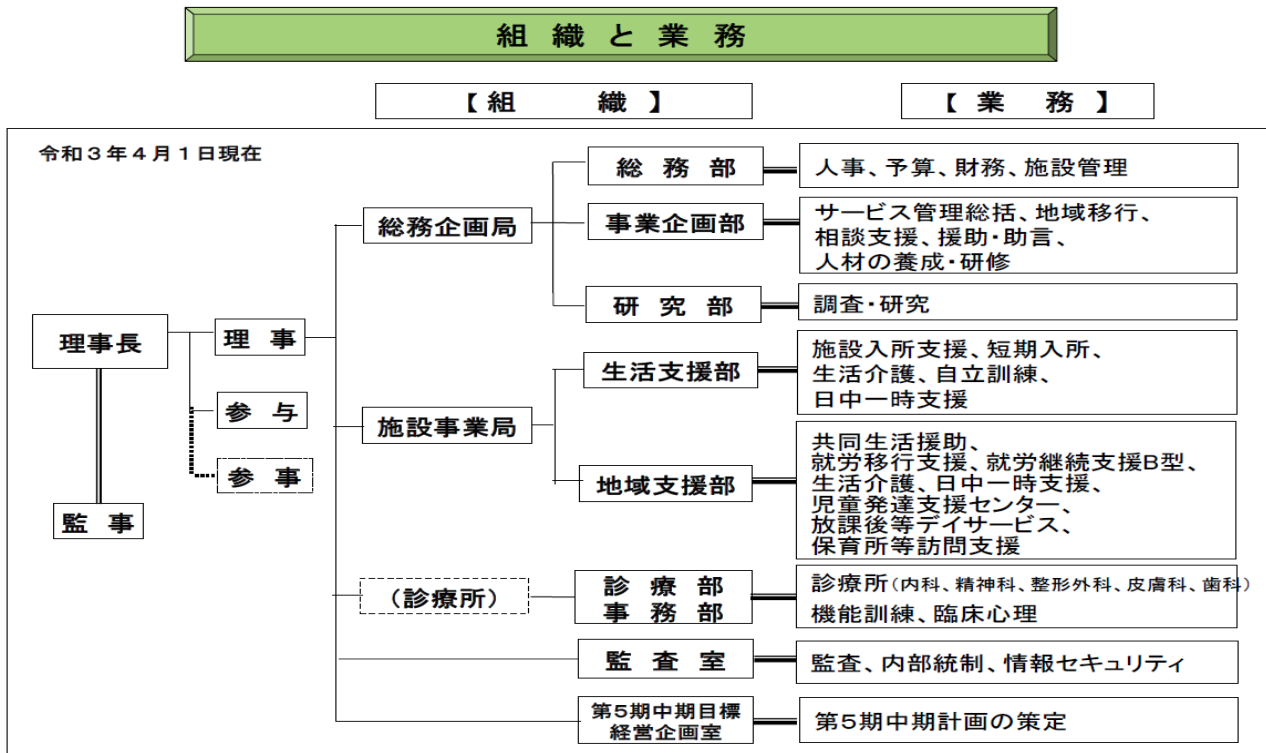 組織と業務
【組織】
【業務】
令和3年4月1日現在
理事長
監事
理事
参与
参事
総務企画局
総務部
人事、予算、財務、施設管理
事業企画部
サービス管理総括、地域移行、
相談支援、援助・助言、
人材の養成・研修
研究部
調査・研究
施設事業局
生活支援部
施設入所支援、短期入所、
生活介護、自立訓練、
日中一時支援
地域支援部
共同生活援助、
就労移行支援、就労継続支援B型、
生活介護、日中一時支援、
児童発達支援センター、
放課後等デイサービス、
保育所等訪問支援
(診療所)
診療部
事務部
診療所(内科、精神科、整形外科、皮膚科、歯科)
機能訓練、臨床心理
監査室
監査、内部統制、情報セキュリティ
第5期中期目標
経営企画室
第5期中期計画の策定